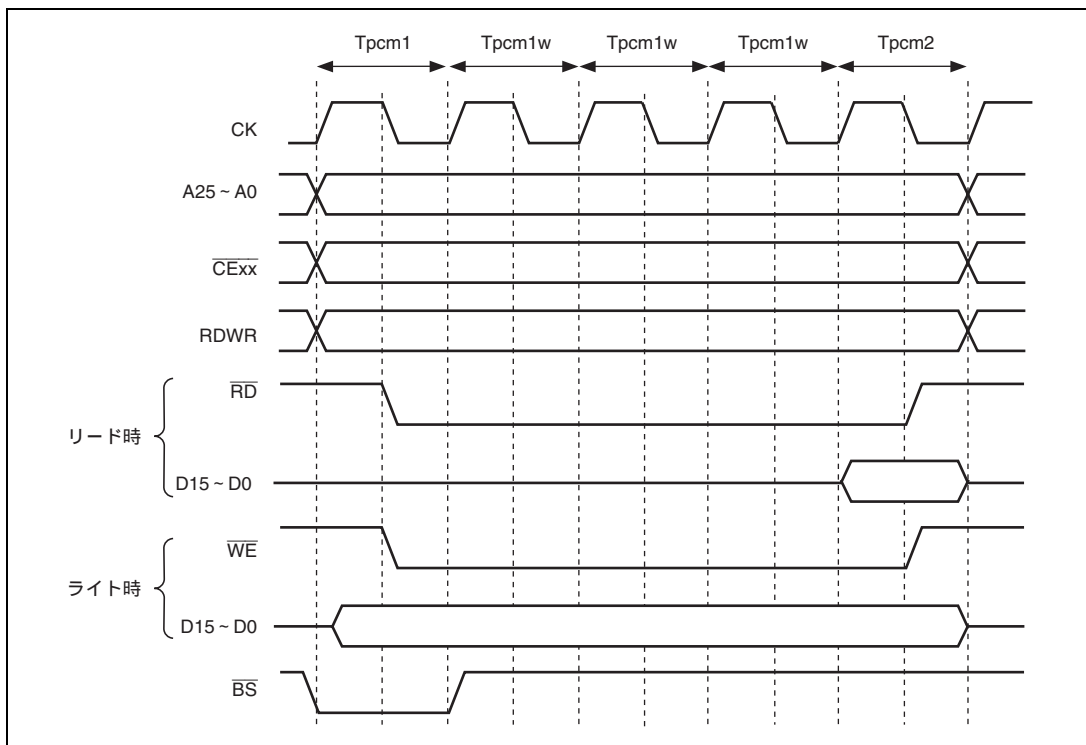 Tpcm1 Tpcm1w Tpcm1w Tpcm1w Tpcm2
CK
A25 ~ A0
CExx
RDWR
RD
リード時
D15 ~ D0
WE
ライト時
D15 ~ D0
BS